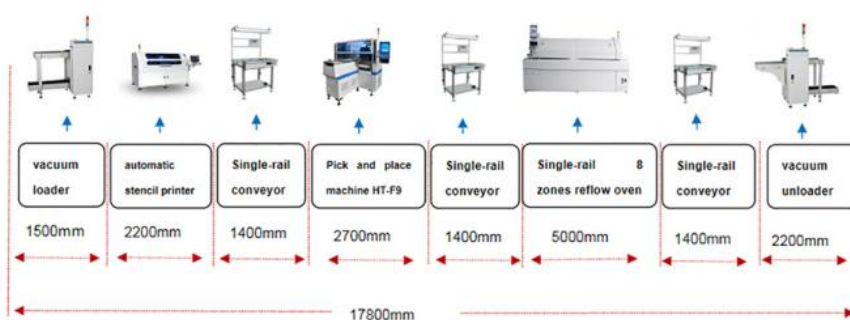 vacuum
loader
automatic
stencil printer
Single-rail
conveyor
Pick and place
machine HT-F9
Single-rail
conveyor
Single-rail 8
zones reflow oven
Single-rail
conveyor
vacuum
unloader
1500mm
2200mm
1400mm
2700mm
1400mm
5000mm
1400mm
2200mm
17800mm